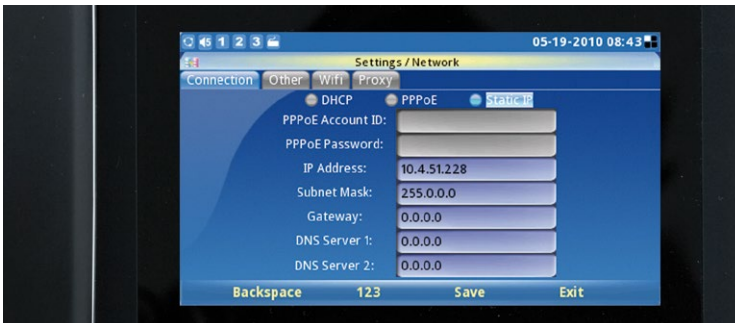 45 1 2 3 05-19-2010 08:43
Settings / Network
Connection Other Wifi Proxy
DHCP PPPoE Static IP
PPPoE Account ID:
PPPoE Password:
IP Address: 10.4.51.228
Subnet Mask: 255.0.0.0
Gateway: 0.0.0.0
DNS Server 1: 0.0.0.0
DNS Server 2: 0.0.0.0
Backspace 123 Save Exit